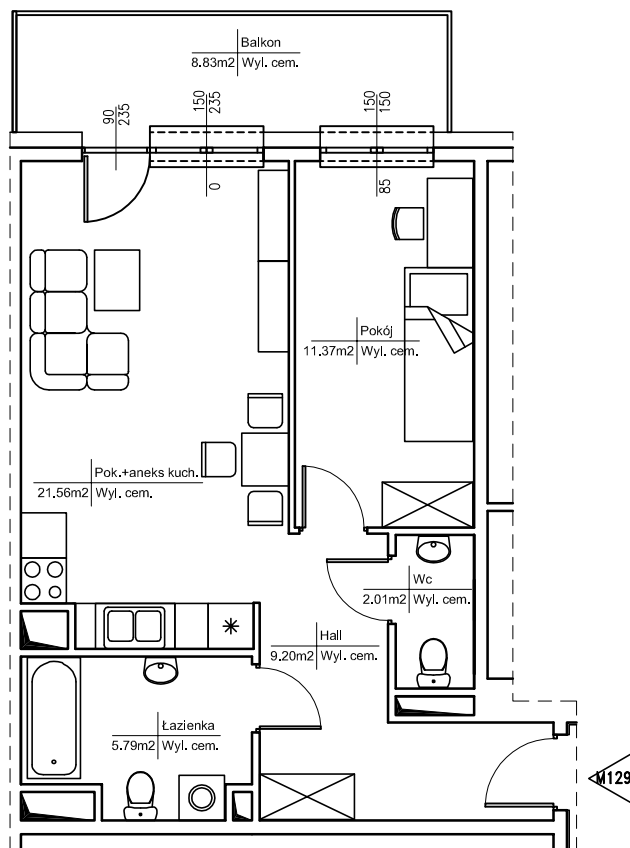 Balkon
8.83m2 Wyl. cem.
90
235
150
235
0
150
150
85
Pokój
11.37m2 Wyl. cem.
Pok.+aneks kuch.
21.56m2 Wyl. cem.
Wc
2.01m2 Wyl. cem.
Hall
9.20m2 Wyl. cem.
Łazienka
5.79m2 Wyl. cem.
M129